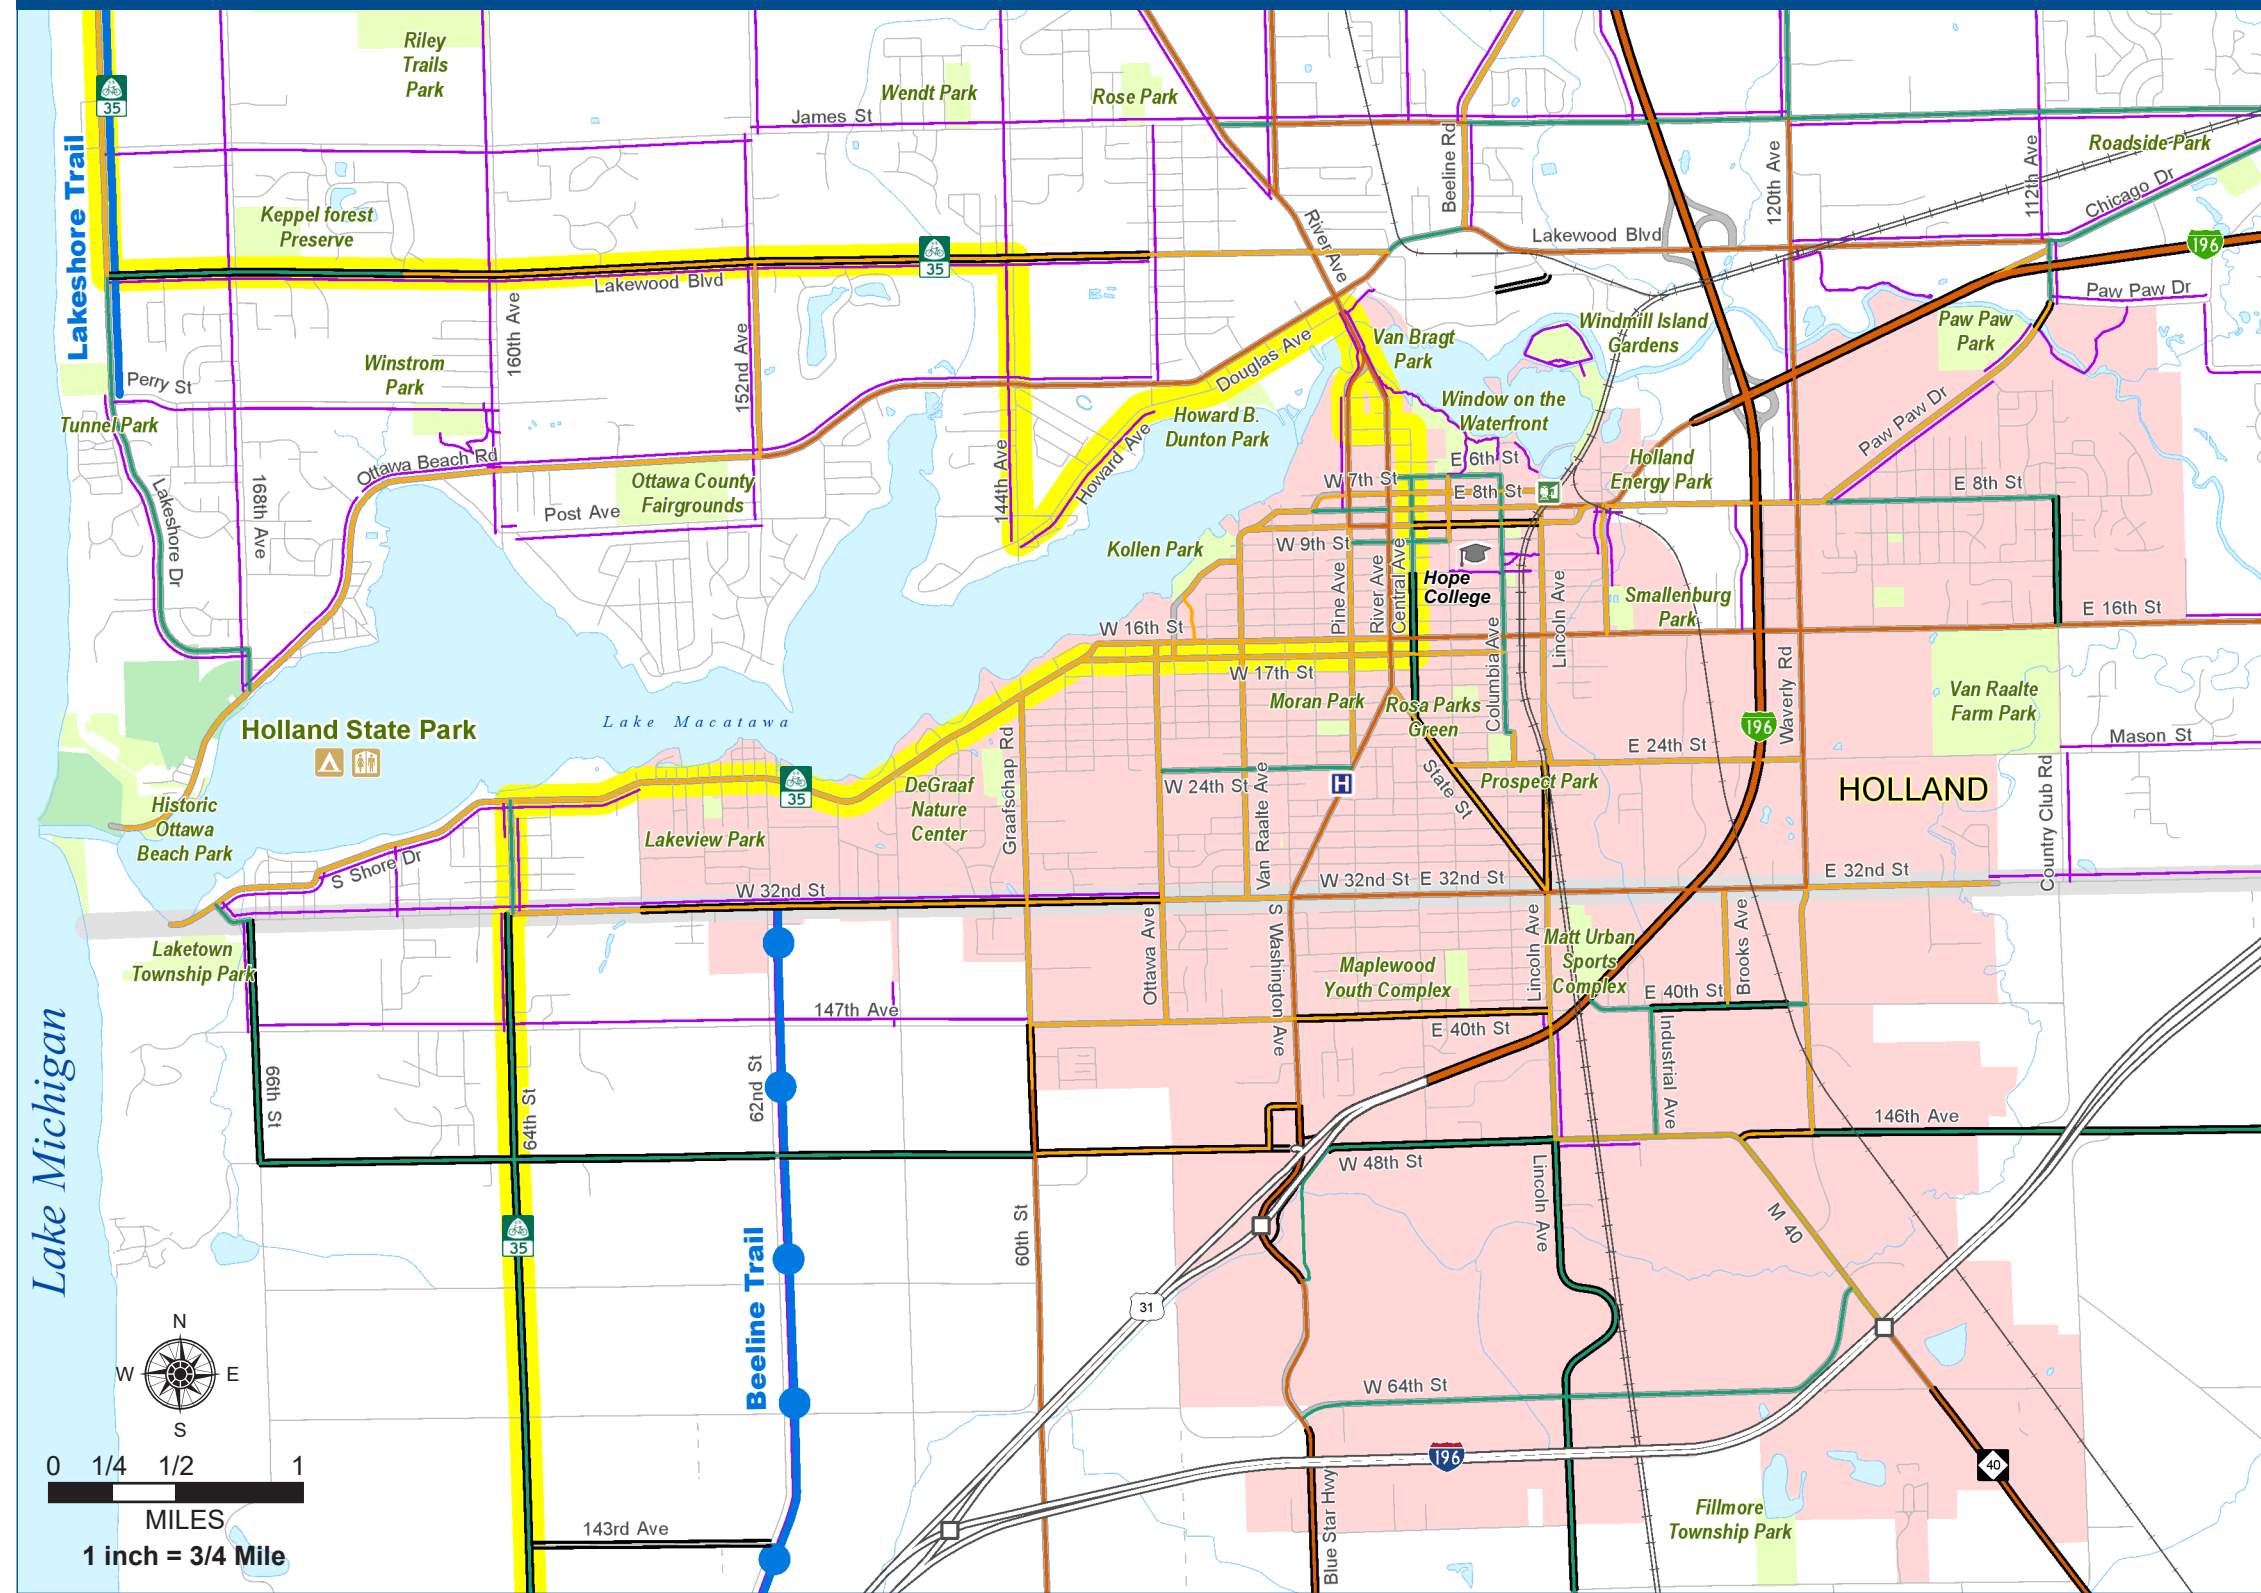 Riley
Trails
Park
Wendt Park
Rose Park
James St
35
Lakeshore Trail
Beeline Rd
120th Ave
112th Ave
Roadside Park
Chicago Dr
196
Keppel forest
Preserve
35
River Ave
Lakewood Blvd
Lakewood Blvd
Paw Paw Dr
160th Ave
152nd Ave
Winstrom
Park
Perry St
Tunnel Park
Douglas Ave
Van Bragt
Park
Windmill Island
Gardens
Paw Paw
Park
Window on the
Waterfront
Howard B.
Dunton Park
Howard Ave
144th Ave
Paw Paw Dr
Ottawa Beach Rd
Lakeshore Dr
168th Ave
Ottawa County
Fairgrounds
Post Ave
E 6th St
W 7th St
E 8th St
Holland
Energy Park
E 8th St
Kollen Park
W 9th St
Hope
College
Pine Ave
River Ave
Central Ave
Columbia Ave
Lincoln Ave
Smallenburg
Park
E 16th St
W 16th St
W 17th St
Moran Park
Rosa Parks
Green
Waverly Rd
196
Van Raalte
Farm Park
Mason St
Holland State Park
Lake Macatawa
Graafschap Rd
E 24th St
W 24th St
H
State St
Prospect Park
HOLLAND
Country Club Rd
35
DeGraaf
Nature
Center
Van Raalte Ave
Historic
Ottawa
Beach Park
Lakeview Park
S Shore Dr
W 32nd St
W 32nd St
E 32nd St
E 32nd St
Laketown
Township Park
Ottawa Ave
S Washington Ave
Lincoln Ave
Matt Urban
Sports
Complex
Brooks Ave
Maplewood
Youth Complex
E 40th St
E 40th St
147th Ave
Industrial Ave
Lake Michigan
66th St
64th St
62nd St
146th Ave
W 48th St
Lincoln Ave
M 40
60th St
35
Beeline Trail
31
N
W
E
S
W 64th St
196
40
Blue Star Hwy
Fillmore
Township Park
143rd Ave
0 1/4 1/2 1
MILES
1 inch = 3/4 Mile